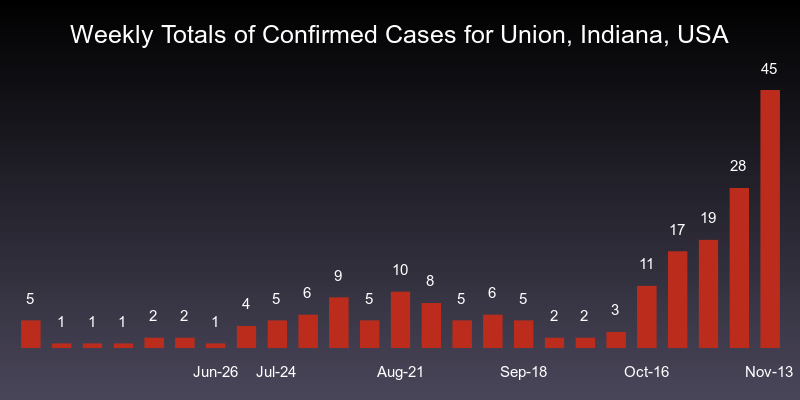 Weekly Totals of Confirmed Cases for Union, Indiana, USA
5 1 1 1 2 2 1 4 5 6 9 5 10 8 5 6 5 2 2 3 11 17 19 28 45
Jun-26 Jul-24 Aug-21 Sep-18 Oct-16 Nov-13